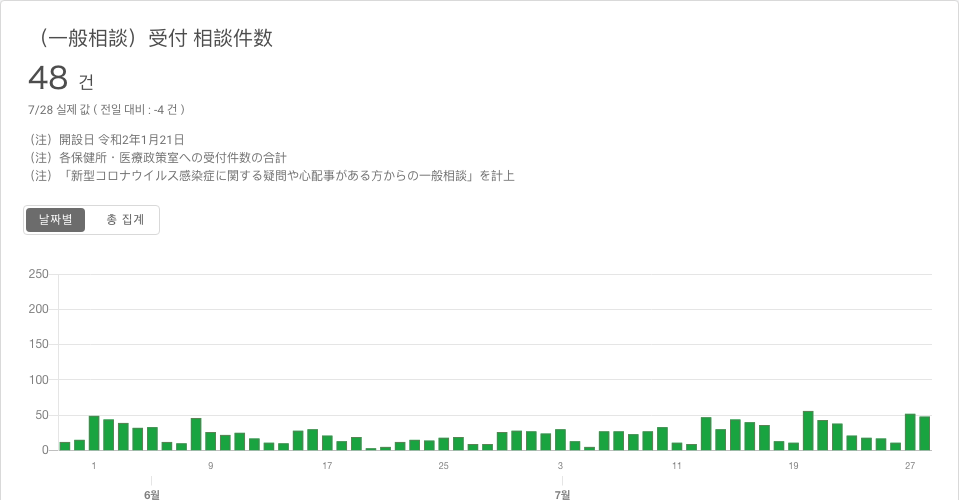 （一般相談）受付 相談件数
48 건
7/28 실제 값 ( 전일 대비 : -4 건 )
（注）開設日 令和2年1月21日
（注）各保健所・医療政策室への受付件数の合計
（注）「新型コロナウイルス感染症に関する疑問や心配事がある方からの一般相談」を計上
날짜별 총 집계
250
200
150
100
50
0
1 9 17 25 3 11 19 27
6월 7월